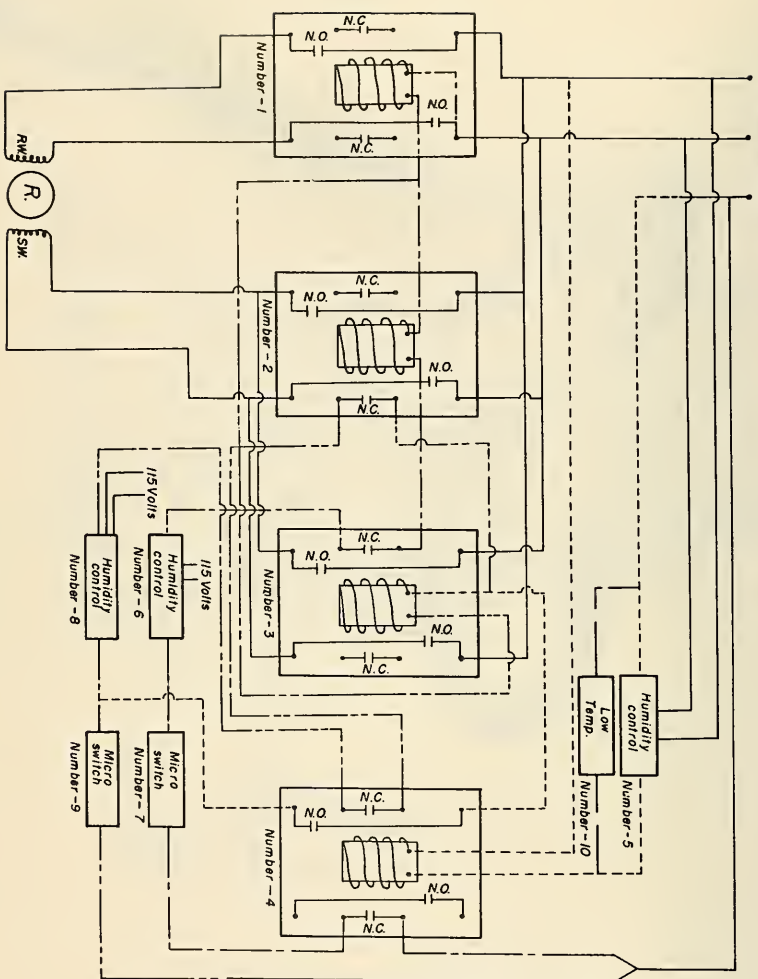 N.C
N.O.
N.O.
N.C.
Number-1
RW.
R.
SW.
N.C.
N.O.
N.O.
N.C.
Number-2
N.C.
N.O.
N.O.
N.C.
Number-3
115 Volts
Humidity
control
Number-8
115 Volts
Humidity
control
Number-6
Micro
switch
Number-9
Micro
switch
Number-7
N.C.
N.O.
N.O.
N.C.
Number-4
Low
Temp.
Number-10
Humidity
control
Number-5